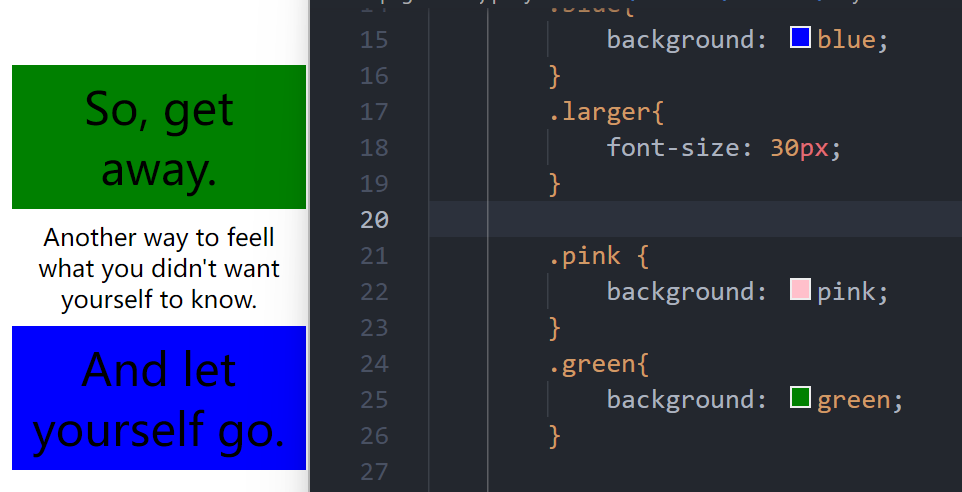 So, get
away.
Another way to feell
what you didn't want
yourself to know.
And let
yourself go.
15 background: blue;
16 }
17 .larger{
18 font-size: 30px;
19 }
20
21 .pink {
22 background: pink;
23 }
24 .green{
25 background: green;
26 }
27